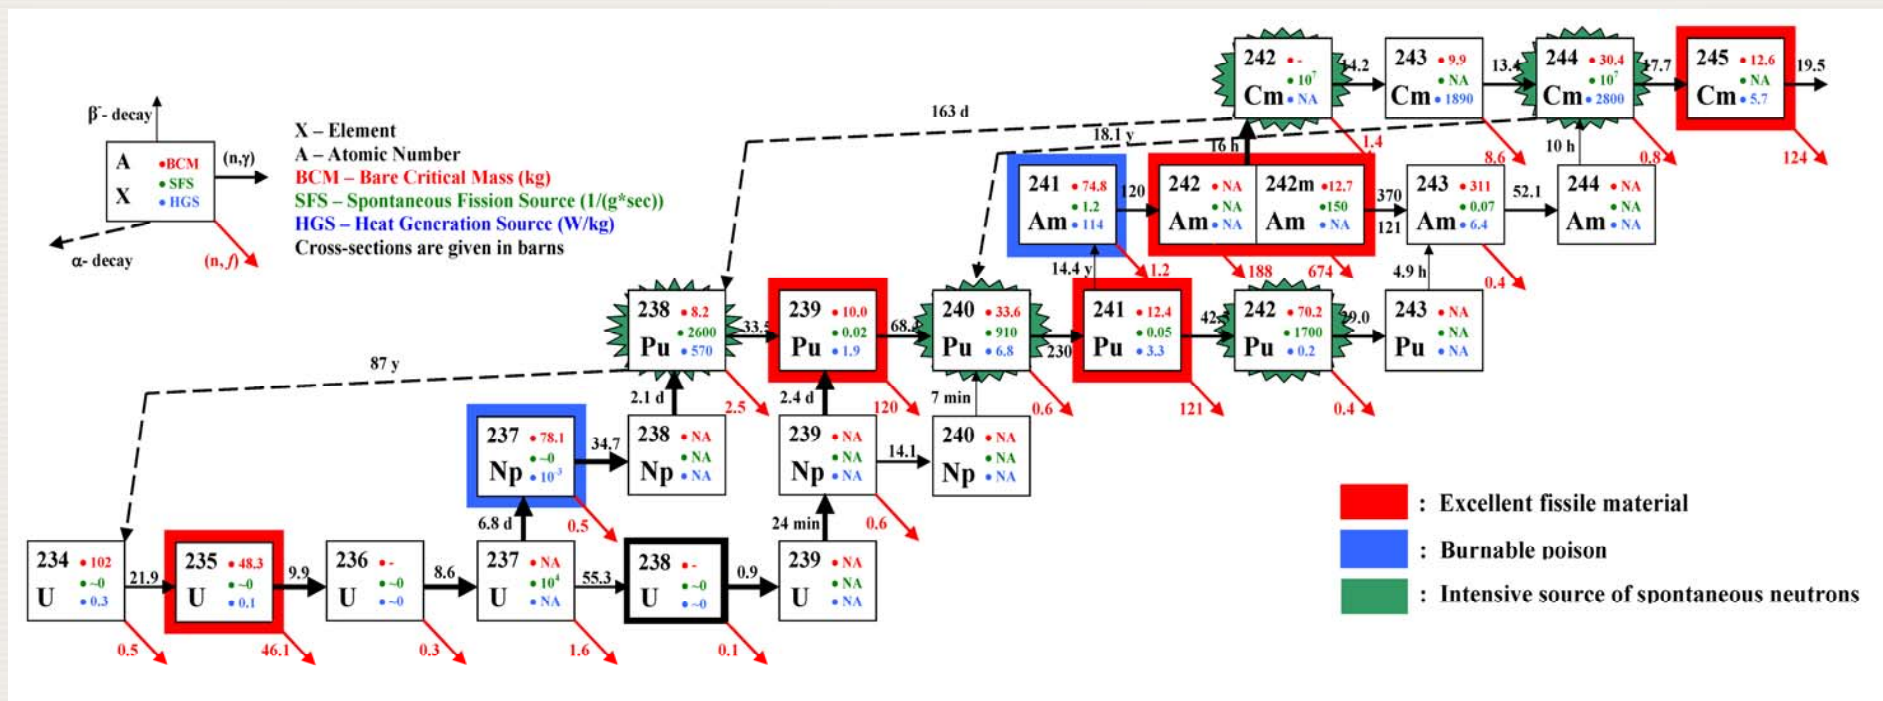 242 • -
• 10⁷
Cm • NA
14.2
243 • 9.9
• NA
Cm • 1890
13.4
244 • 30.4
• 10⁷
Cm • 2800
17.7
245 • 12.6
• NA
Cm • 5.7
19.5
1.4
8.6
0.8
124
163 d
18.1 y
16 h
10 h
β⁻- decay
A • BCM
• SFS
X • HGS
(n,γ)
α- decay
(n, f)
X – Element
A – Atomic Number
BCM – Bare Critical Mass (kg)
SFS – Spontaneous Fission Source (1/(g*sec))
HGS – Heat Generation Source (W/kg)
Cross-sections are given in barns
241 • 74.8
• 1.2
Am • 114
120
242 • NA
• NA
Am • NA
242m • 12.7
• 150
Am • NA
370
121
243 • 311
• 0.07
Am • 6.4
52.1
244 • NA
• NA
Am • NA
14.4 y
1.2
188
674
4.9 h
0.4
238 • 8.2
• 2600
Pu • 570
33.5
239 • 10.0
• 0.02
Pu • 1.9
68.
240 • 33.6
• 910
Pu • 6.8
230
241 • 12.4
• 0.05
Pu • 3.3
42.
242 • 70.2
• 1700
Pu • 0.2
9.0
243 • NA
• NA
Pu • NA
87 y
2.1 d
2.5
2.4 d
120
7 min
0.6
121
0.4
237 • 78.1
• ~0
Np • 10⁻³
34.7
238 • NA
• NA
Np • NA
239 • NA
• NA
Np • NA
14.1
240 • NA
• NA
Np • NA
6.8 d
0.5
24 min
0.6
234 • 102
• ~0
U • 0.3
21.9
235 • 48.3
• ~0
U • 0.1
9.9
236 • -
• ~0
U • ~0
8.6
237 • NA
• 10⁴
U • NA
55.3
238 • -
• ~0
U • ~0
0.9
239 • NA
• NA
U • NA
0.5
46.1
0.3
1.6
0.1
: Excellent fissile material
: Burnable poison
: Intensive source of spontaneous neutrons